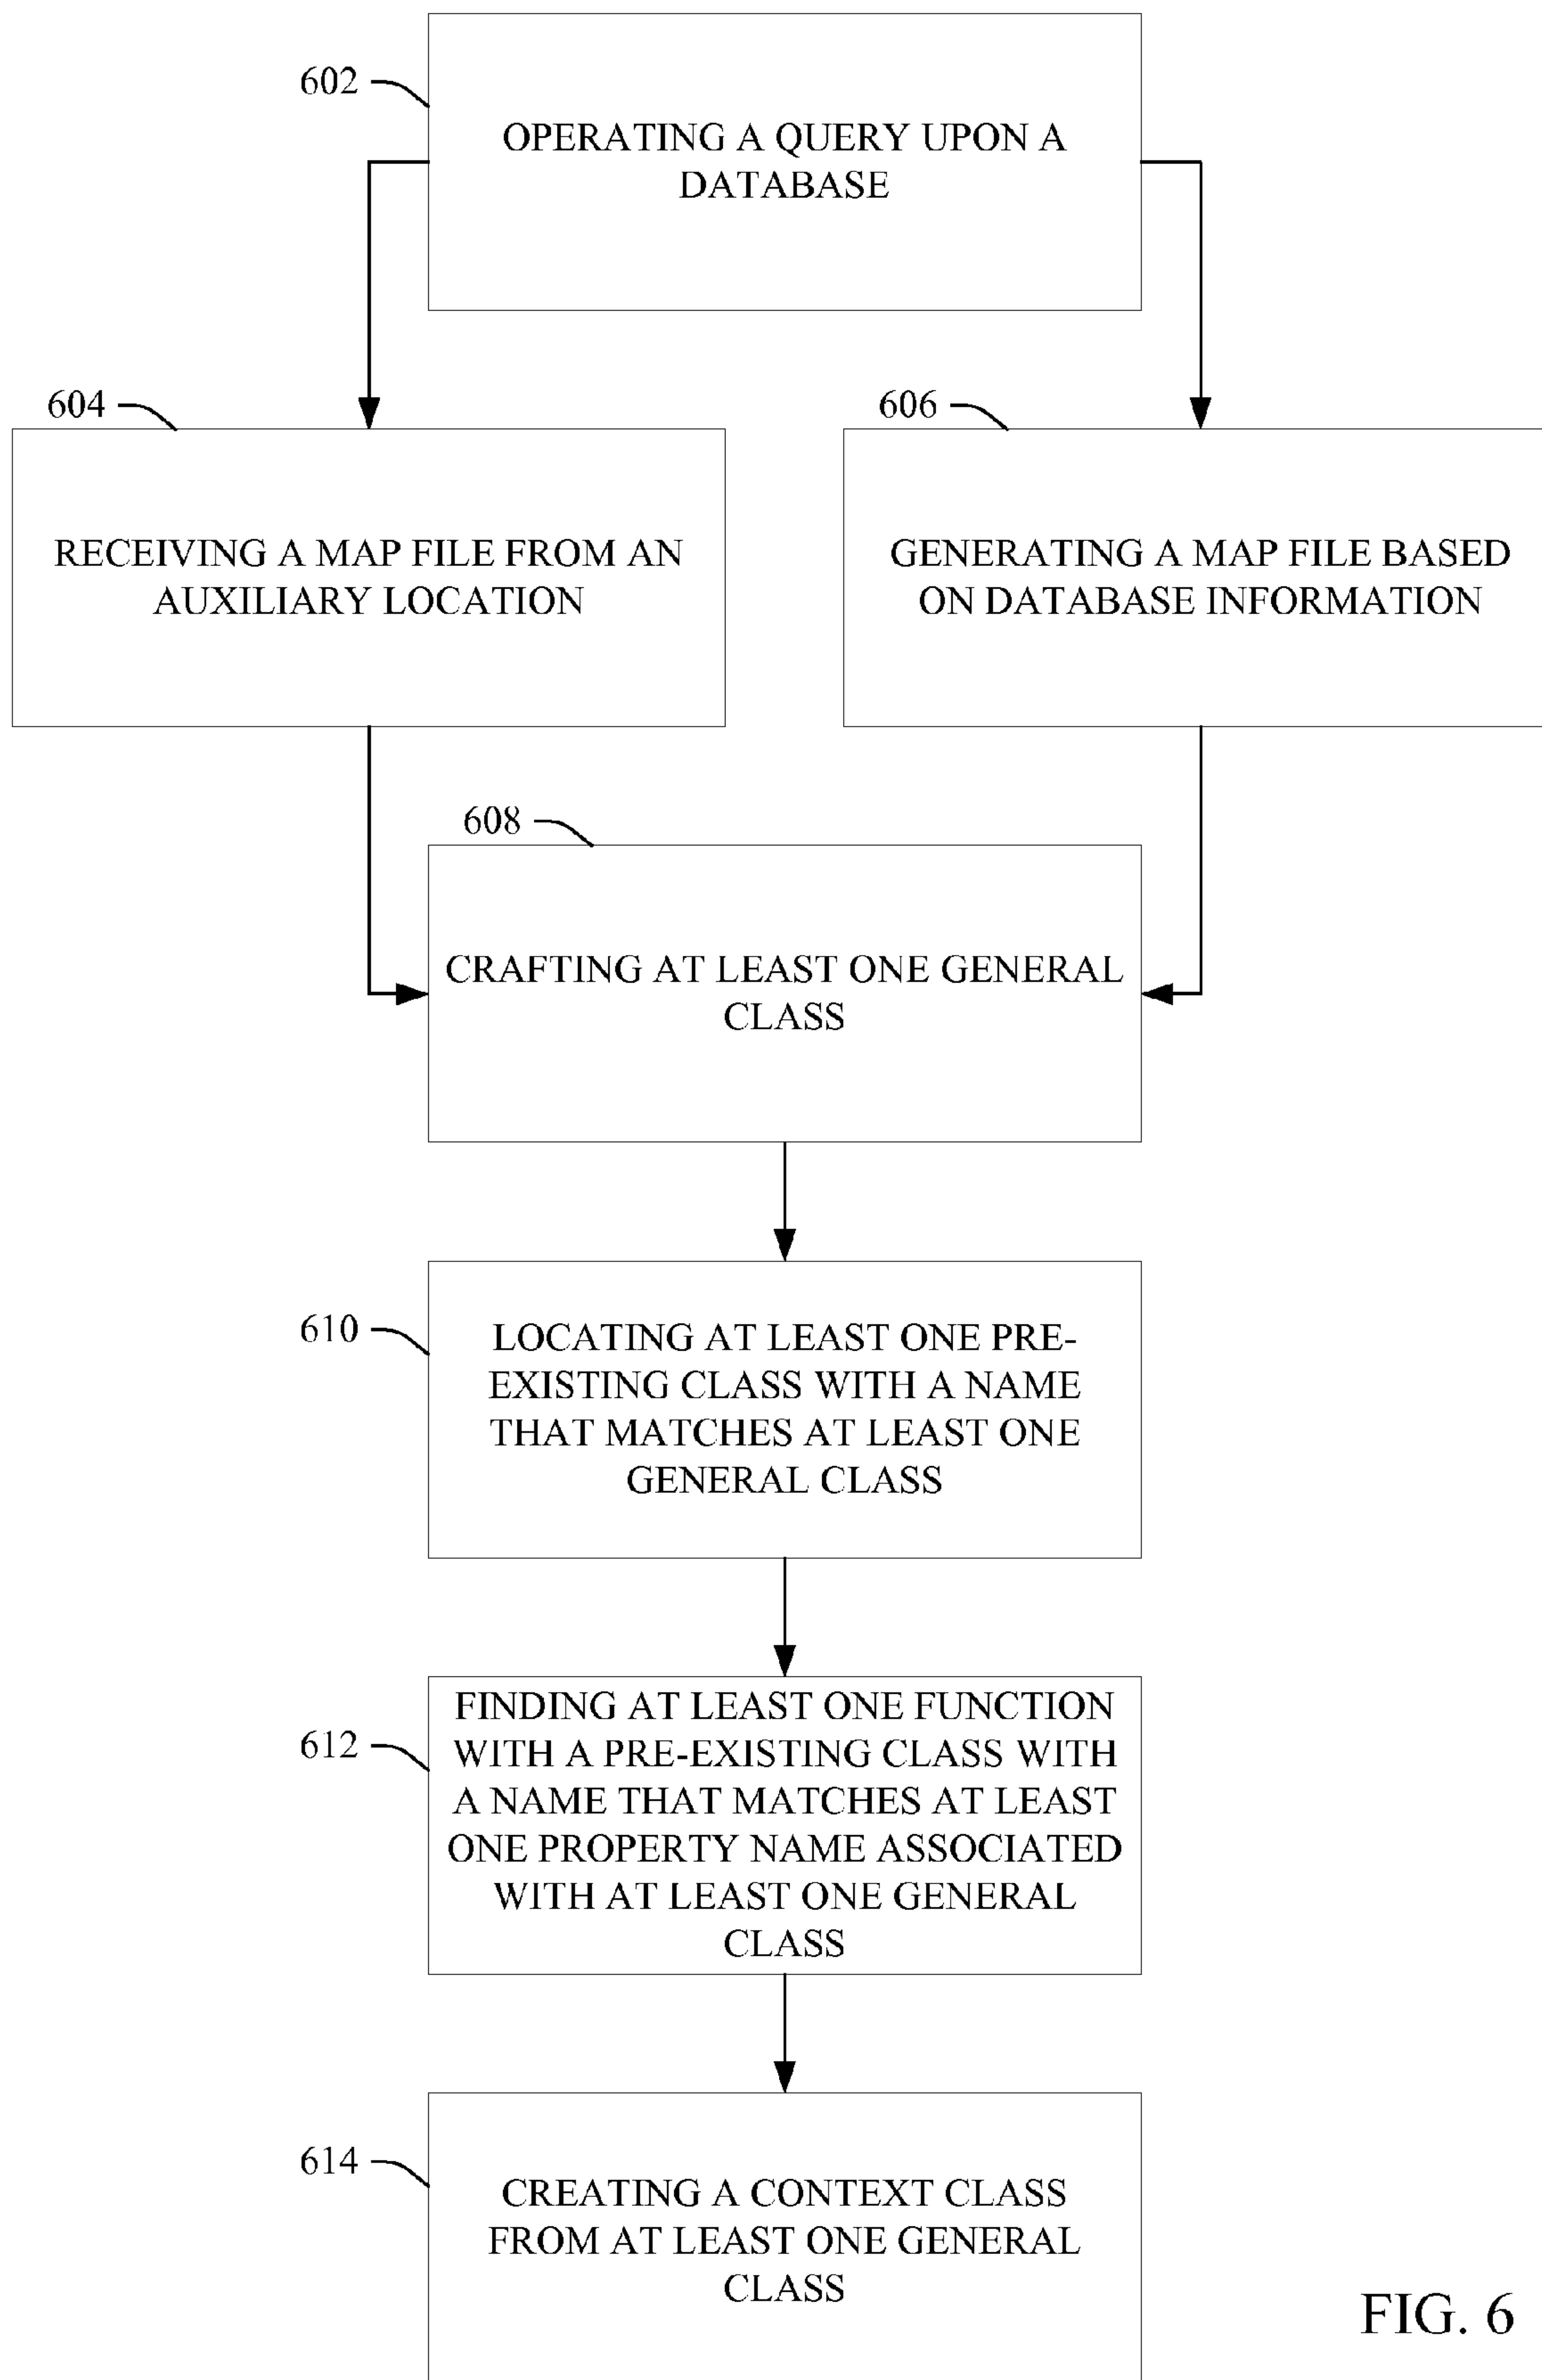 602
OPERATING A QUERY UPON A
DATABASE
604
606
RECEIVING A MAP FILE FROM AN
AUXILIARY LOCATION
GENERATING A MAP FILE BASED
ON DATABASE INFORMATION
608
CRAFTING AT LEAST ONE GENERAL
CLASS
610
LOCATING AT LEAST ONE PRE-
EXISTING CLASS WITH A NAME
THAT MATCHES AT LEAST ONE
GENERAL CLASS
612
FINDING AT LEAST ONE FUNCTION
WITH A PRE-EXISTING CLASS WITH
A NAME THAT MATCHES AT LEAST
ONE PROPERTY NAME ASSOCIATED
WITH AT LEAST ONE GENERAL
CLASS
614
CREATING A CONTEXT CLASS
FROM AT LEAST ONE GENERAL
CLASS
FIG. 6